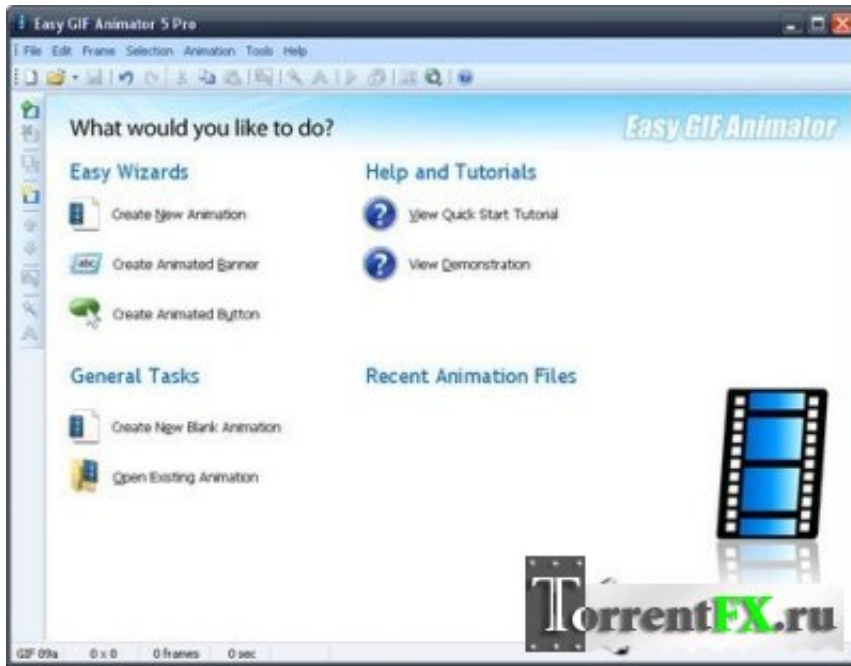 Easy GIF Animator 5 Pro
File Edit Frame Selection Animation Tools Help
What would you like to do?
Easy GIF Animator
Easy Wizards
Create New Animation
Create Animated Banner
Create Animated Button
Help and Tutorials
View Quick Start Tutorial
View Demonstration
General Tasks
Create New Blank Animation
Open Existing Animation
Recent Animation Files
abc
TorrentFX.ru
GIF 89a 0 x 0 0 frames 0 sec